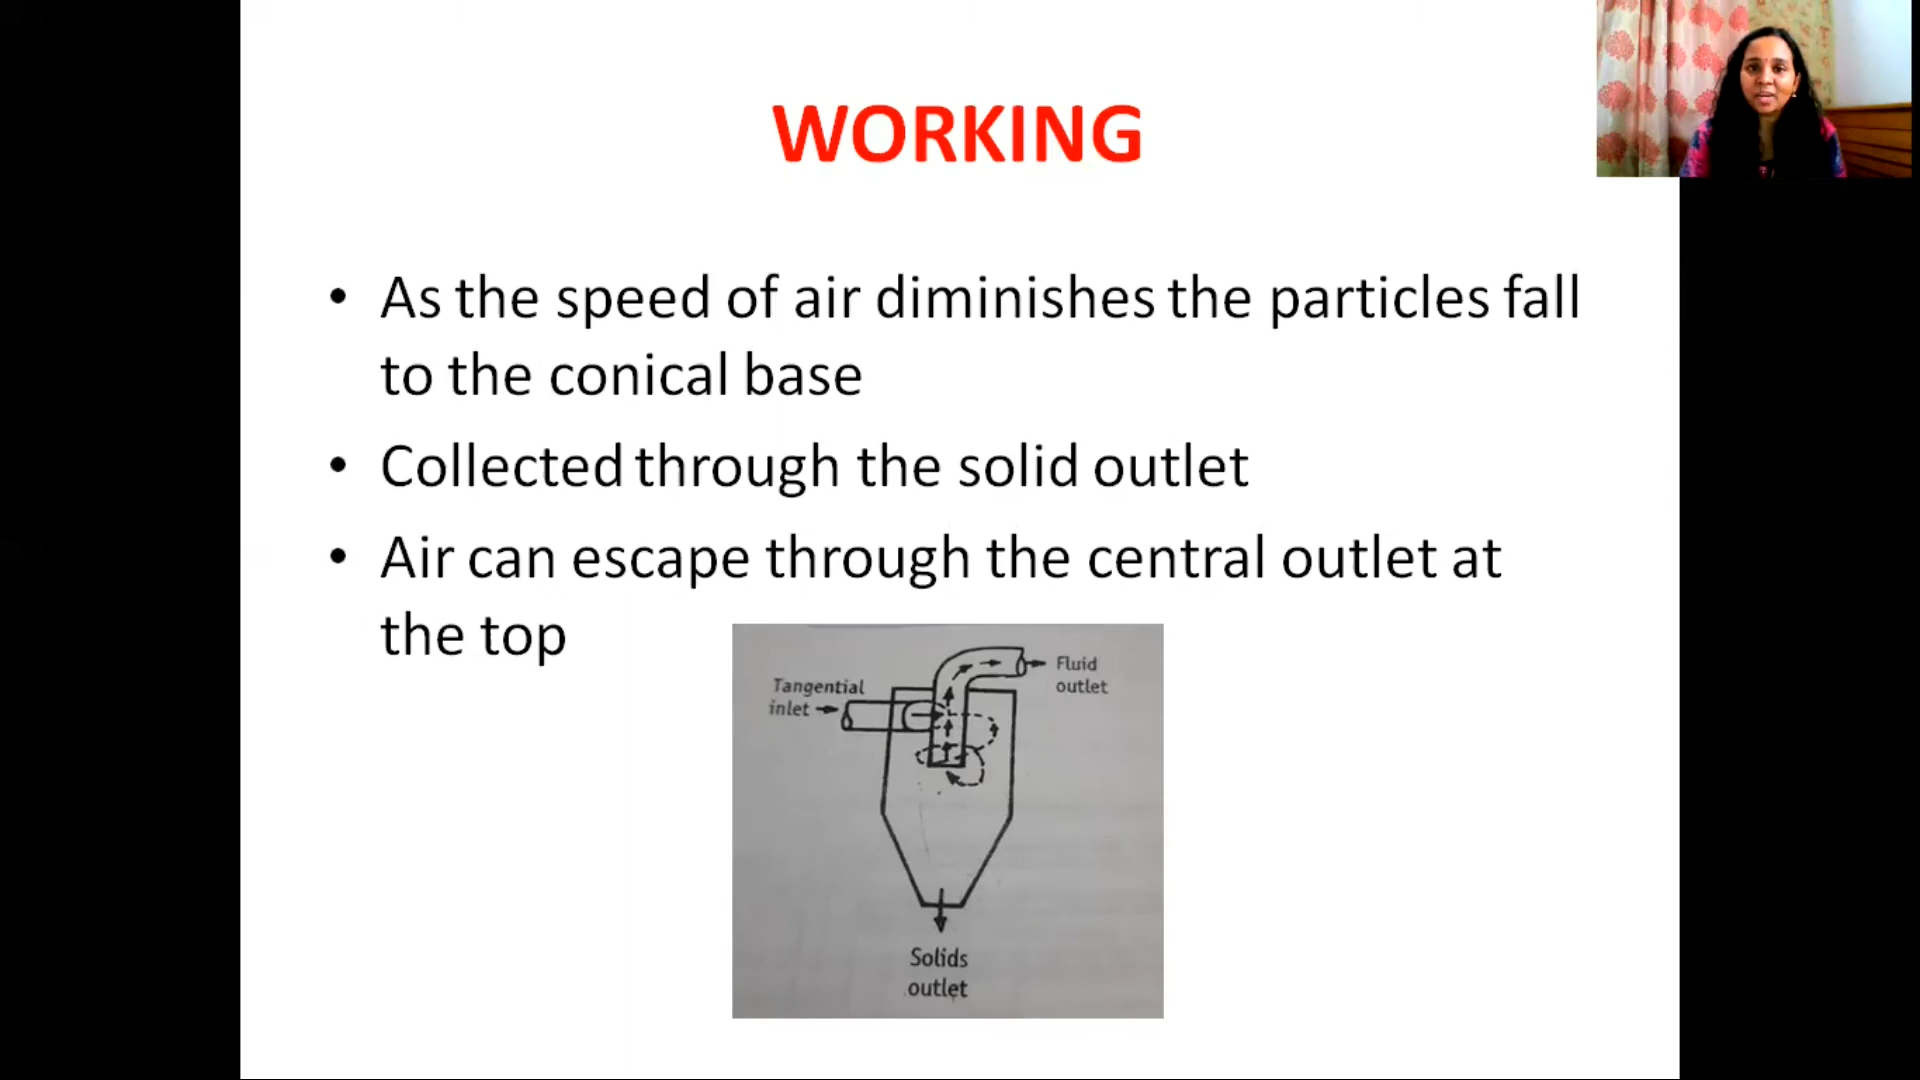 WORKING
• As the speed of air diminishes the particles fall
to the conical base
• Collected through the solid outlet
• Air can escape through the central outlet at
the top
Fluid
outlet
Tangential
inlet
Solids
outlet